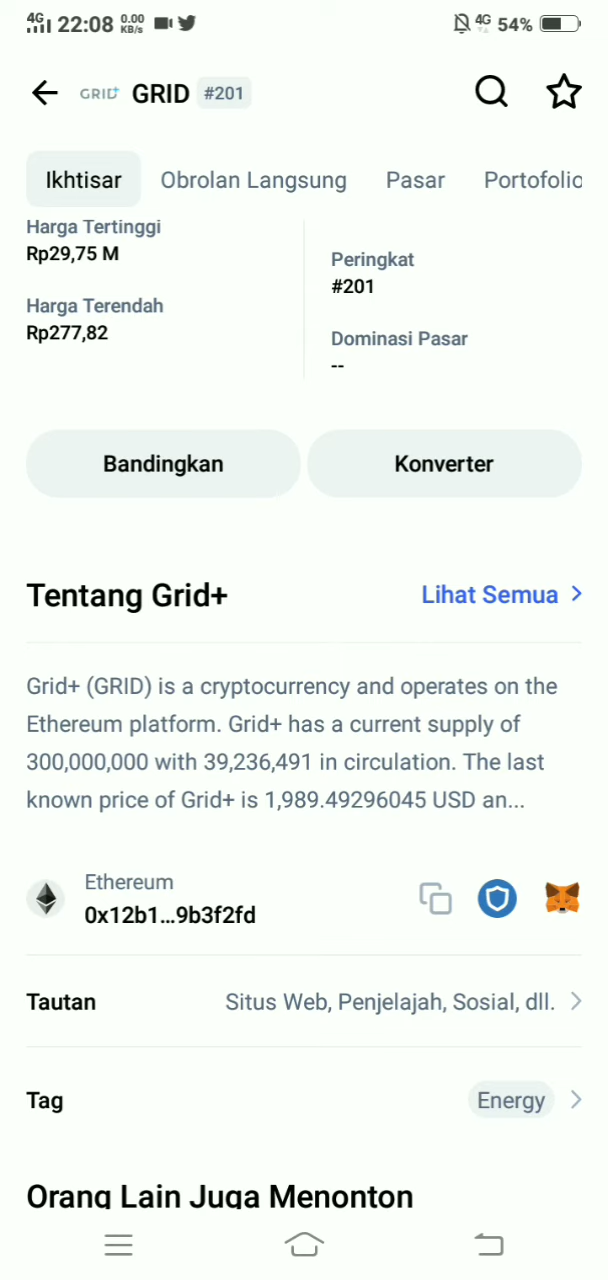 4G 22:08 0.00 KB/s 4G 54%
GRID+ GRID #201
Ikhtisar Obrolan Langsung Pasar Portofolio
Harga Tertinggi
Rp29,75 M
Harga Terendah
Rp277,82
Peringkat
#201
Dominasi Pasar
--
Bandingkan Konverter
Tentang Grid+ Lihat Semua
Grid+ (GRID) is a cryptocurrency and operates on the
Ethereum platform. Grid+ has a current supply of
300,000,000 with 39,236,491 in circulation. The last
known price of Grid+ is 1,989.49296045 USD an...
Ethereum
0x12b1...9b3f2fd
Tautan Situs Web, Penjelajah, Sosial, dll.
Tag Energy
Orang Lain Juga Menonton